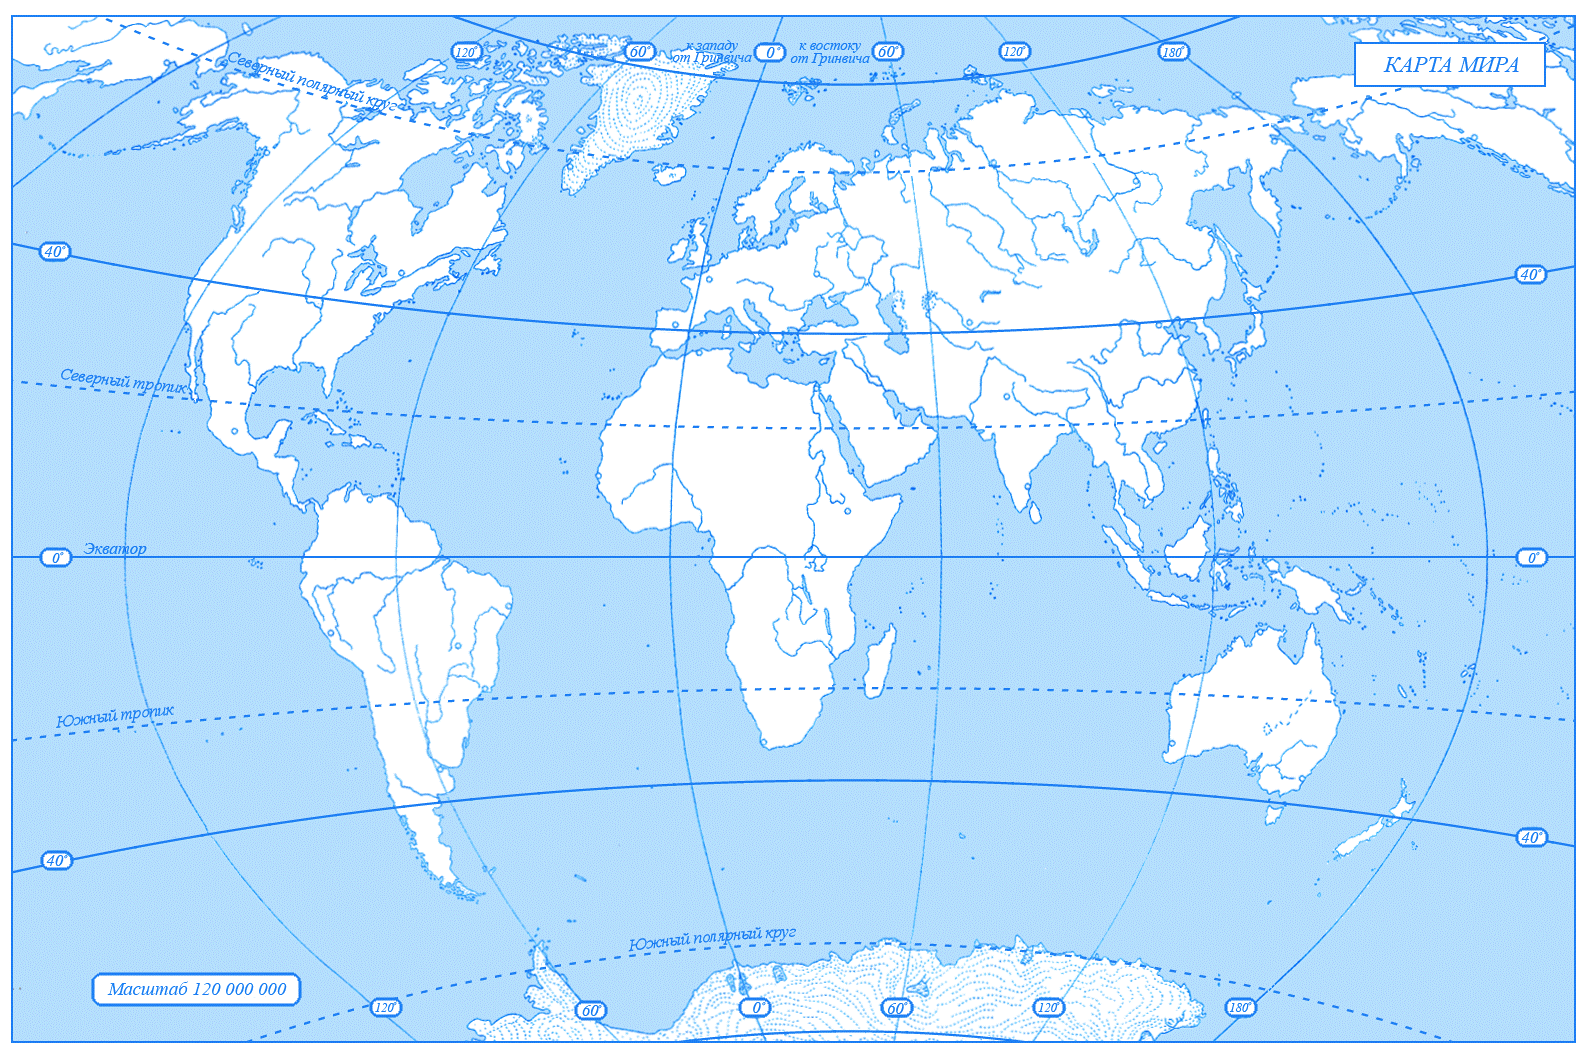 120°
60°
к западу
от Гринвича
0°
к востоку
от Гринвича
60°
120°
180°
КАРТА МИРА
Северный полярный круг
40°
40°
Северный тропик
0°
Экватор
0°
Южный тропик
40°
40°
Южный полярный круг
Масштаб 120 000 000
120°
60°
0°
60°
120°
180°